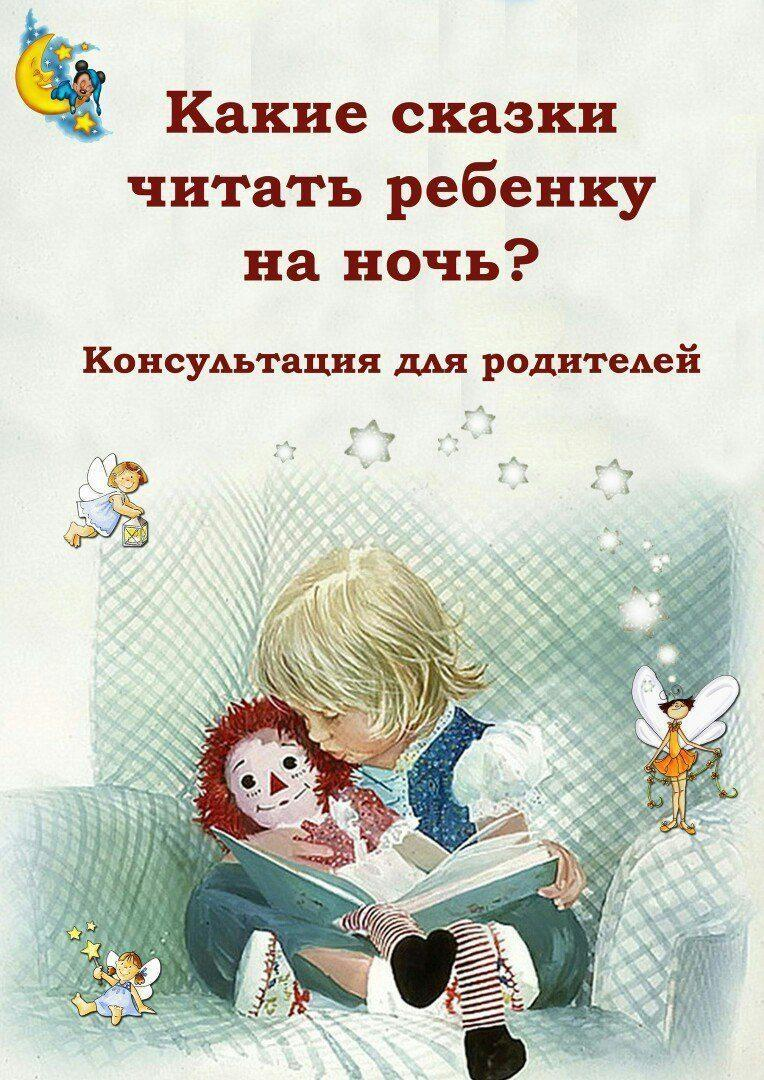 Какие сказки
читать ребенку
на ночь?
Консультация для родителей